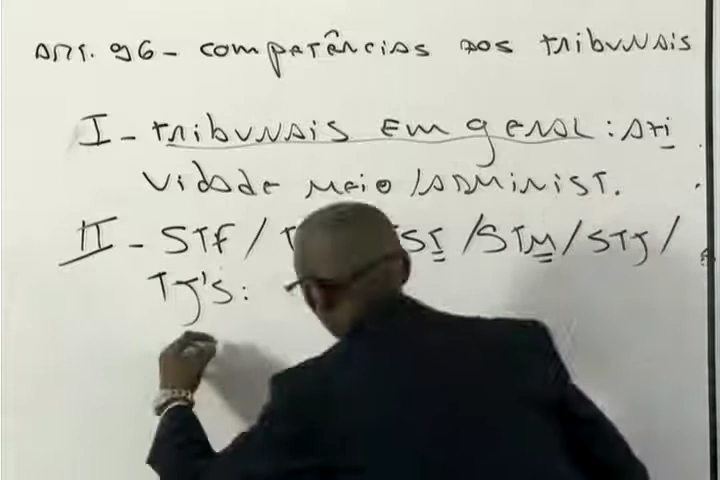 ART. 96 - competências dos tribunais
I - tribunais em geral: ati
vidade meio / administ.
II - STF / / STM / STJ /
TJ's: